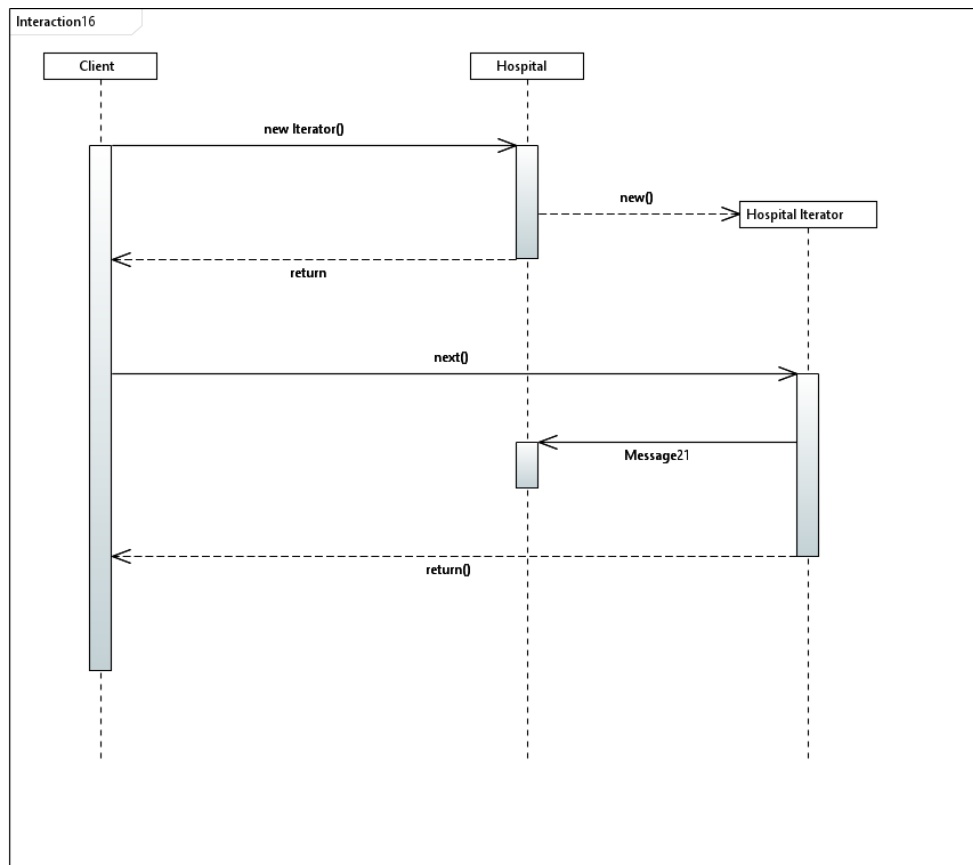 Interaction16
Client
Hospital
new Iterator()
new()
Hospital Iterator
return
next()
Message21
return()